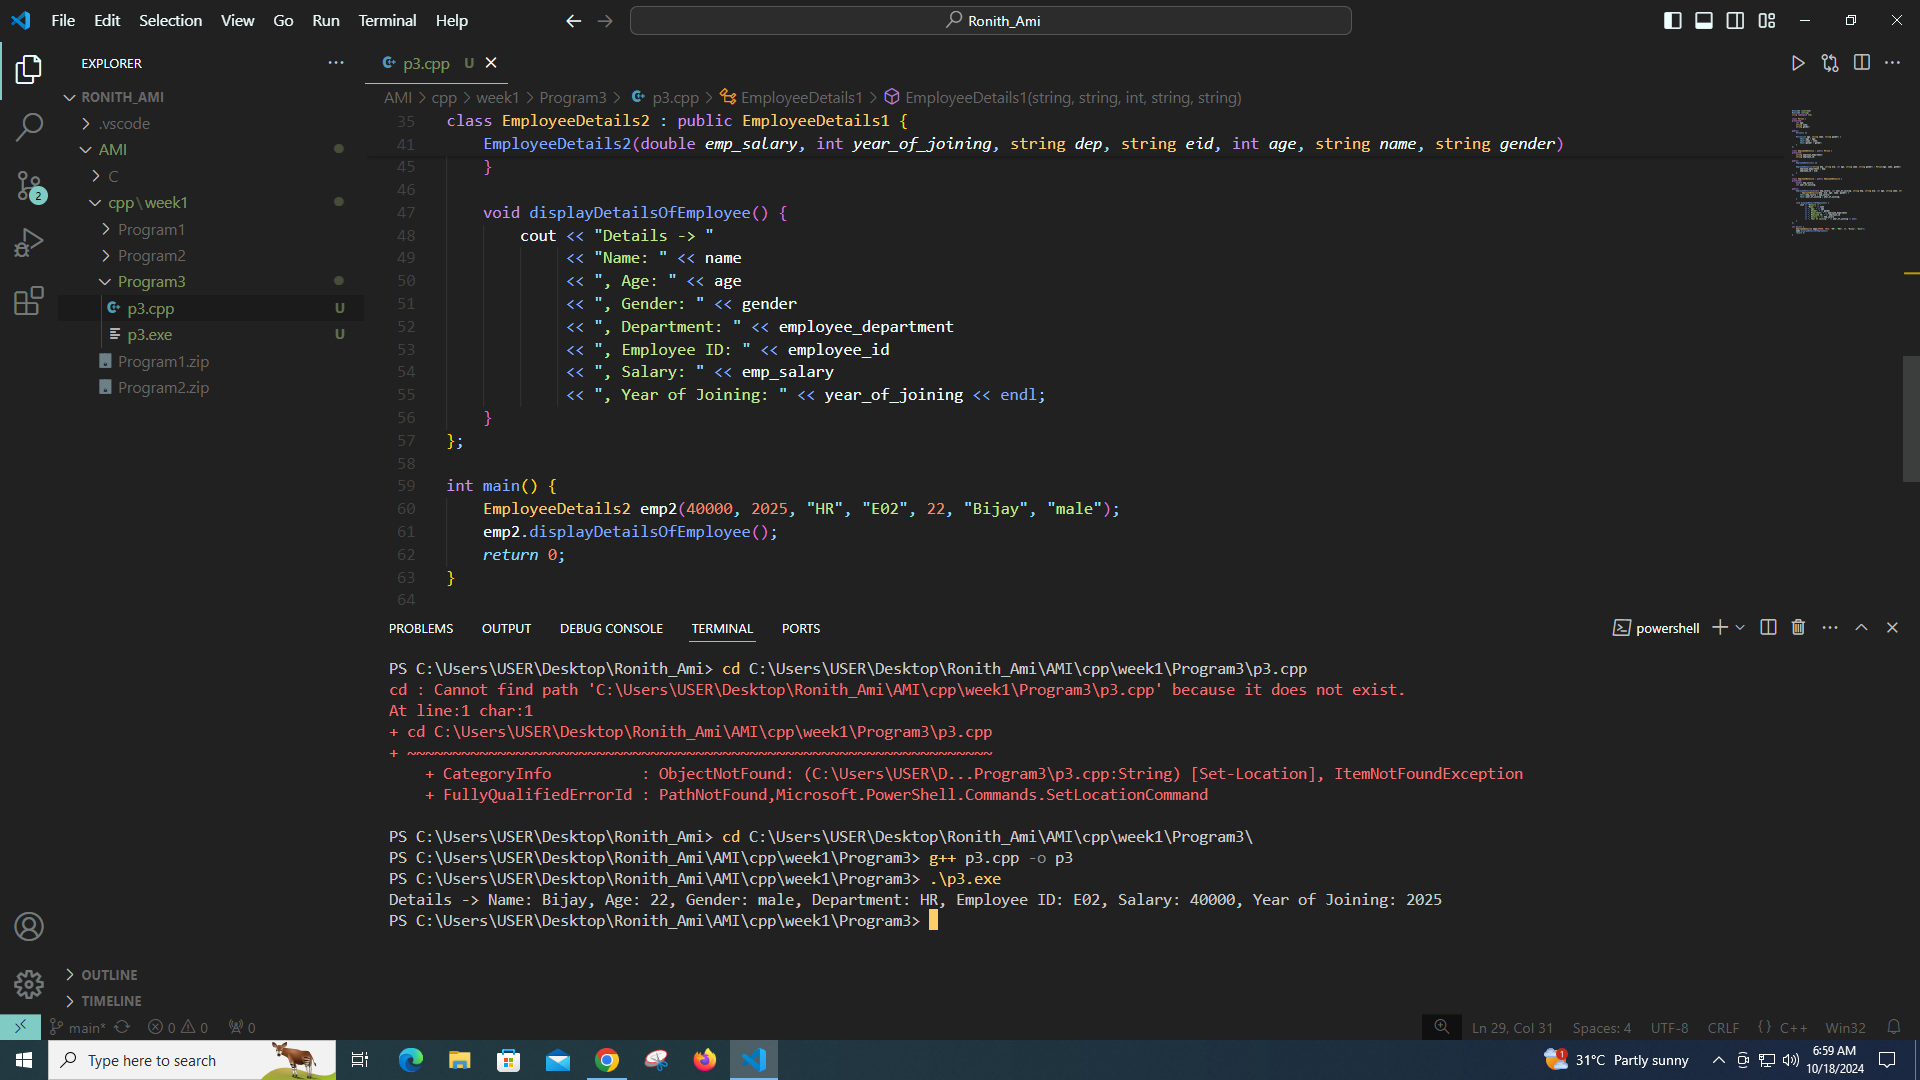 File Edit Selection View Go Run Terminal Help
Ronith_Ami
EXPLORER
p3.cpp U
RONITH_AMI
.vscode
AMI
C
cpp\week1
Program1
Program2
Program3
p3.cpp U
p3.exe U
Program1.zip
Program2.zip
2
AMI > cpp > week1 > Program3 > p3.cpp > EmployeeDetails1 > EmployeeDetails1(string, string, int, string, string)
35 class EmployeeDetails2 : public EmployeeDetails1 {
41 EmployeeDetails2(double emp_salary, int year_of_joining, string dep, string eid, int age, string name, string gender)
45 }
46
47 void displayDetailsOfEmployee() {
48 cout << "Details -> "
49 << "Name: " << name
50 << ", Age: " << age
51 << ", Gender: " << gender
52 << ", Department: " << employee_department
53 << ", Employee ID: " << employee_id
54 << ", Salary: " << emp_salary
55 << ", Year of Joining: " << year_of_joining << endl;
56 }
57 };
58
59 int main() {
60 EmployeeDetails2 emp2(40000, 2025, "HR", "E02", 22, "Bijay", "male");
61 emp2.displayDetailsOfEmployee();
62 return 0;
63 }
64
PROBLEMS OUTPUT DEBUG CONSOLE TERMINAL PORTS
powershell
PS C:\Users\USER\Desktop\Ronith_Ami> cd C:\Users\USER\Desktop\Ronith_Ami\AMI\cpp\week1\Program3\p3.cpp
cd : Cannot find path 'C:\Users\USER\Desktop\Ronith_Ami\AMI\cpp\week1\Program3\p3.cpp' because it does not exist.
At line:1 char:1
+ cd C:\Users\USER\Desktop\Ronith_Ami\AMI\cpp\week1\Program3\p3.cpp
+ ~~~~~~~~~~~~~~~~~~~~~~~~~~~~~~~~~~~~~~~~~~~~~~~~~~~~~~~~~~~~~~~~~
+ CategoryInfo : ObjectNotFound: (C:\Users\USER\D...Program3\p3.cpp:String) [Set-Location], ItemNotFoundException
+ FullyQualifiedErrorId : PathNotFound,Microsoft.PowerShell.Commands.SetLocationCommand
PS C:\Users\USER\Desktop\Ronith_Ami> cd C:\Users\USER\Desktop\Ronith_Ami\AMI\cpp\week1\Program3\
PS C:\Users\USER\Desktop\Ronith_Ami\AMI\cpp\week1\Program3> g++ p3.cpp -o p3
PS C:\Users\USER\Desktop\Ronith_Ami\AMI\cpp\week1\Program3> .\p3.exe
Details -> Name: Bijay, Age: 22, Gender: male, Department: HR, Employee ID: E02, Salary: 40000, Year of Joining: 2025
PS C:\Users\USER\Desktop\Ronith_Ami\AMI\cpp\week1\Program3>
OUTLINE
TIMELINE
main* 0 0 0
Ln 29, Col 31 Spaces: 4 UTF-8 CRLF {} C++ Win32
Type here to search
1 31°C Partly sunny
6:59 AM
10/18/2024